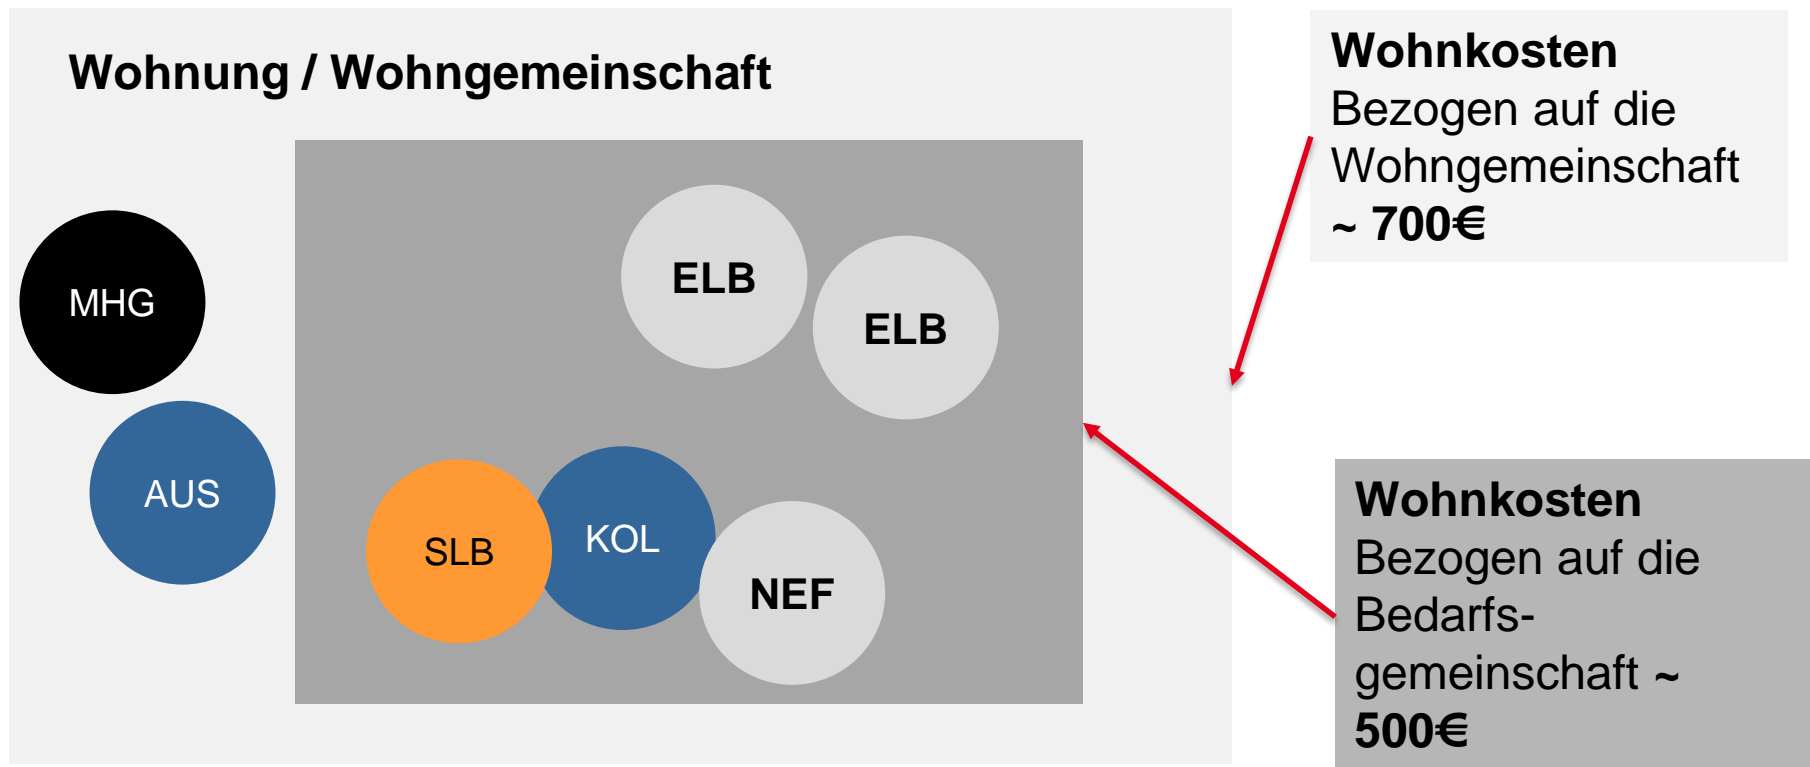 Wohnung / Wohngemeinschaft
MHG
AUS
ELB
ELB
SLB
KOL
NEF
Wohnkosten
Bezogen auf die
Wohngemeinschaft
~ 700€
Wohnkosten
Bezogen auf die
Bedarfs-
gemeinschaft ~
500€